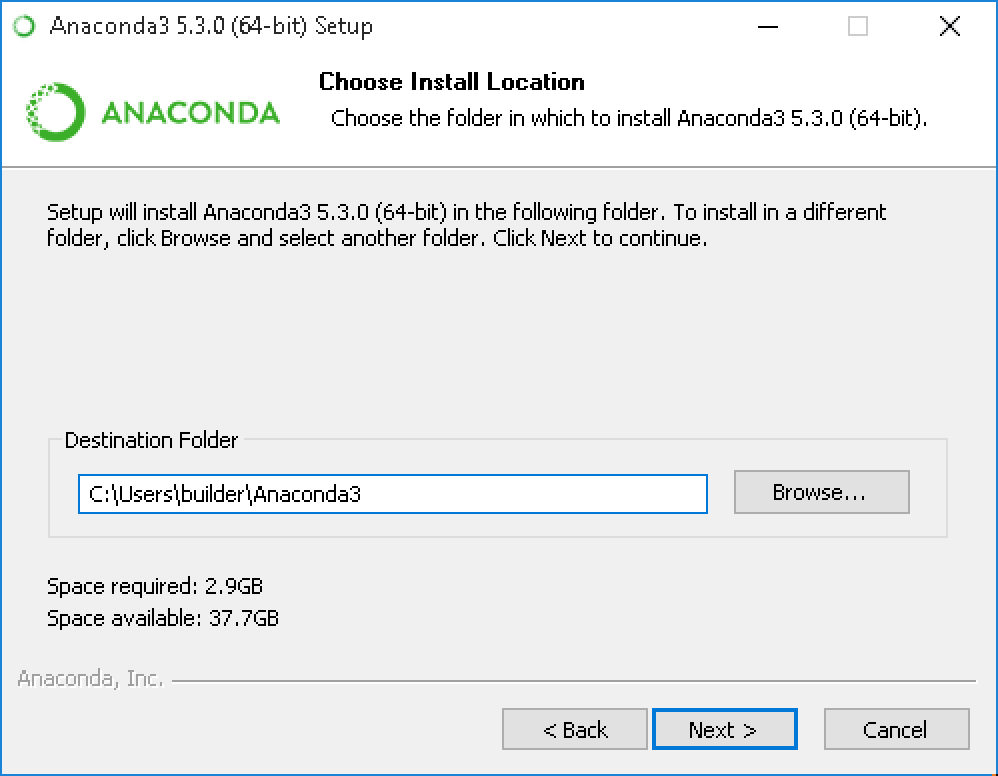 Anaconda3 5.3.0 (64-bit) Setup
ANACONDA
Choose Install Location
Choose the folder in which to install Anaconda3 5.3.0 (64-bit).
Setup will install Anaconda3 5.3.0 (64-bit) in the following folder. To install in a different
folder, click Browse and select another folder. Click Next to continue.
Destination Folder
C:\Users\builder\Anaconda3
Browse...
Space required: 2.9GB
Space available: 37.7GB
Anaconda, Inc.
< Back
Next >
Cancel